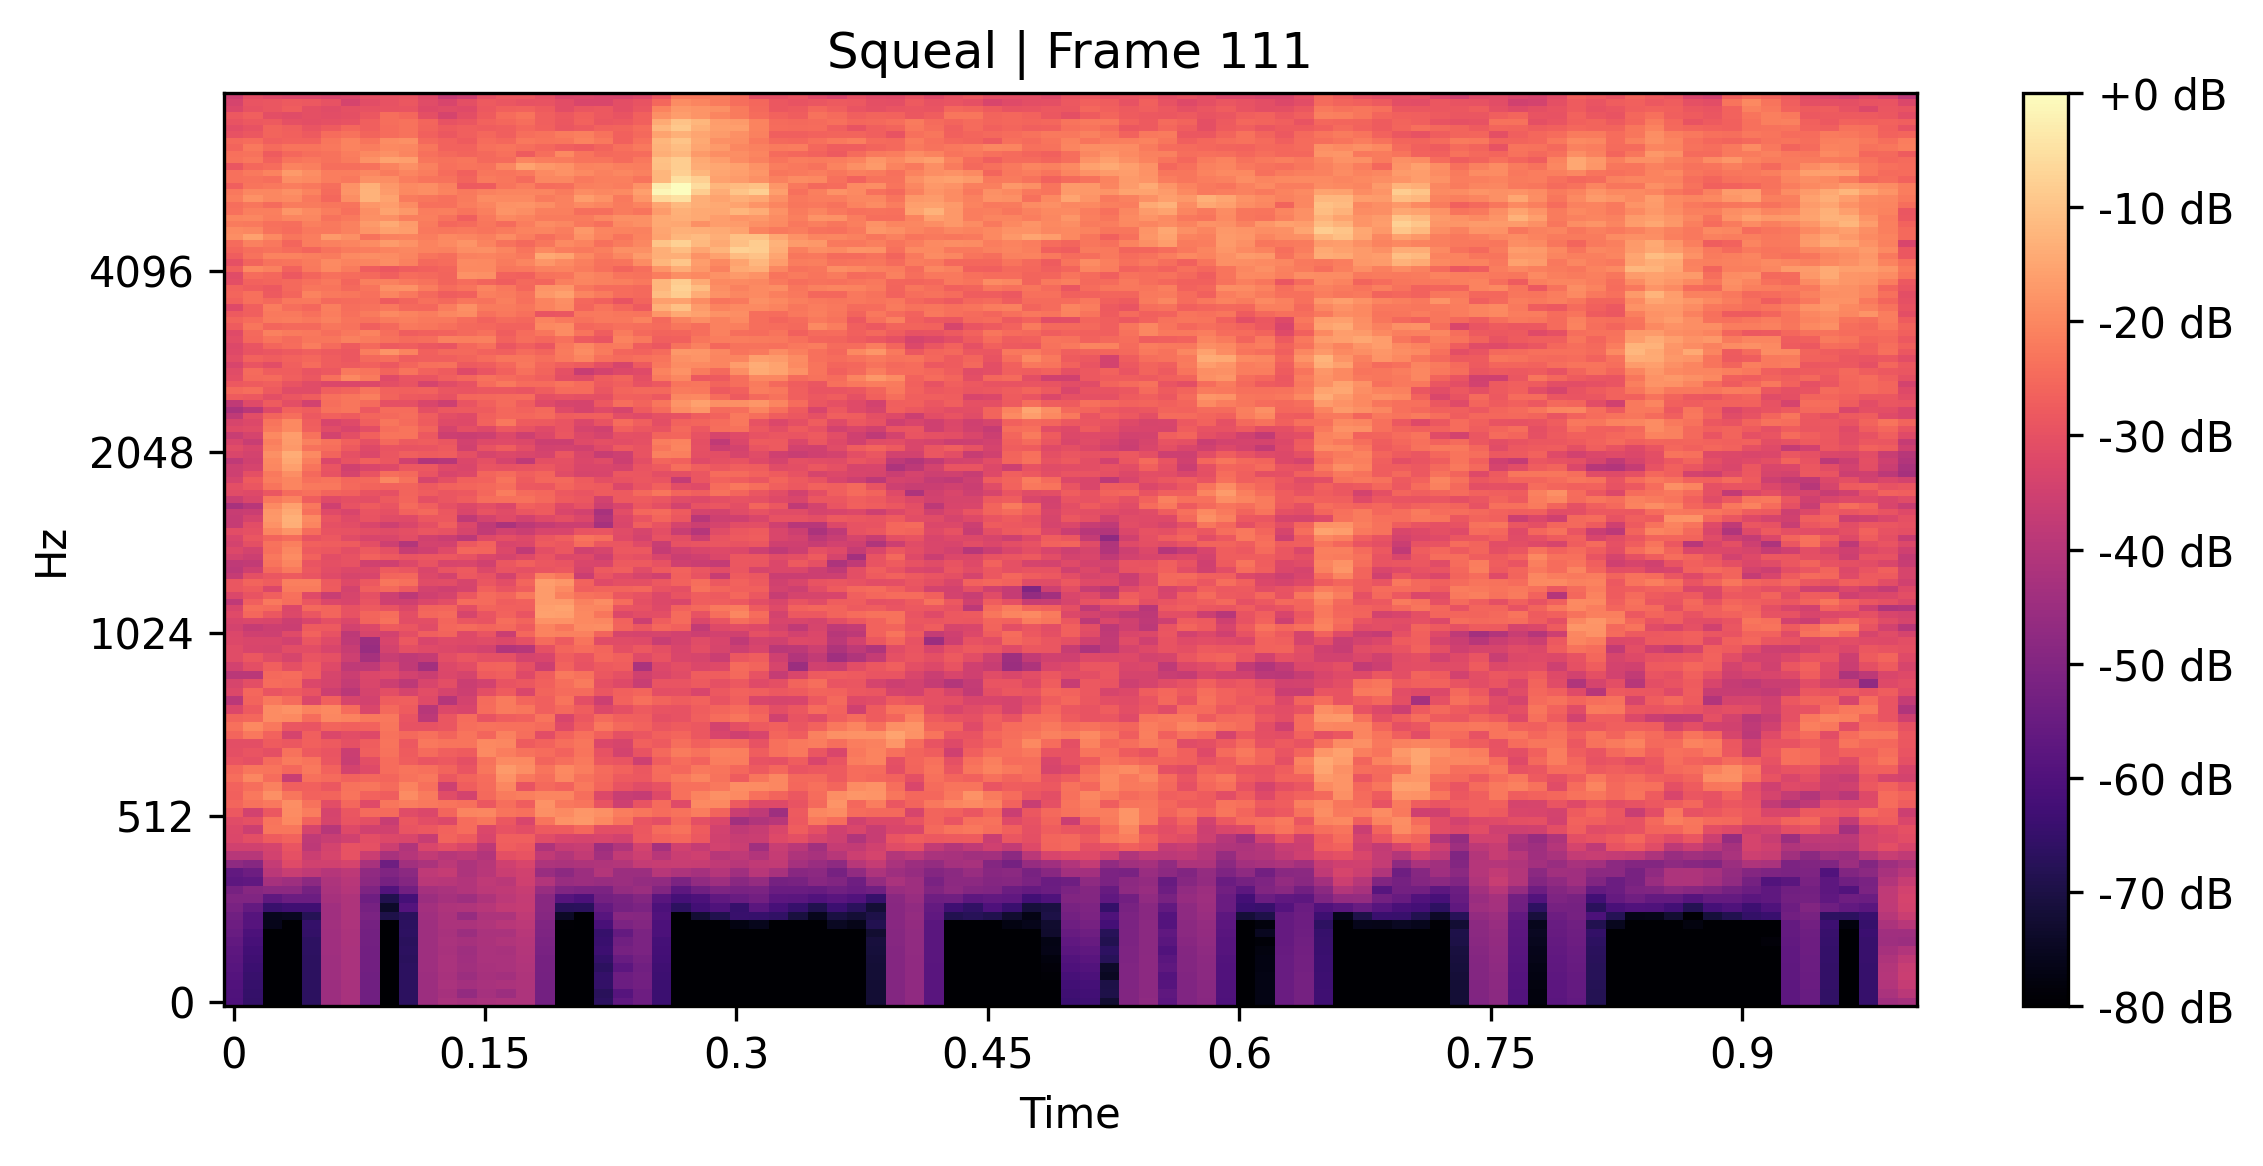 Squeal | Frame 111
+0 dB
-10 dB
-20 dB
-30 dB
-40 dB
-50 dB
-60 dB
-70 dB
-80 dB
Hz
4096
2048
1024
512
0
0 0.15 0.3 0.45 0.6 0.75 0.9
Time